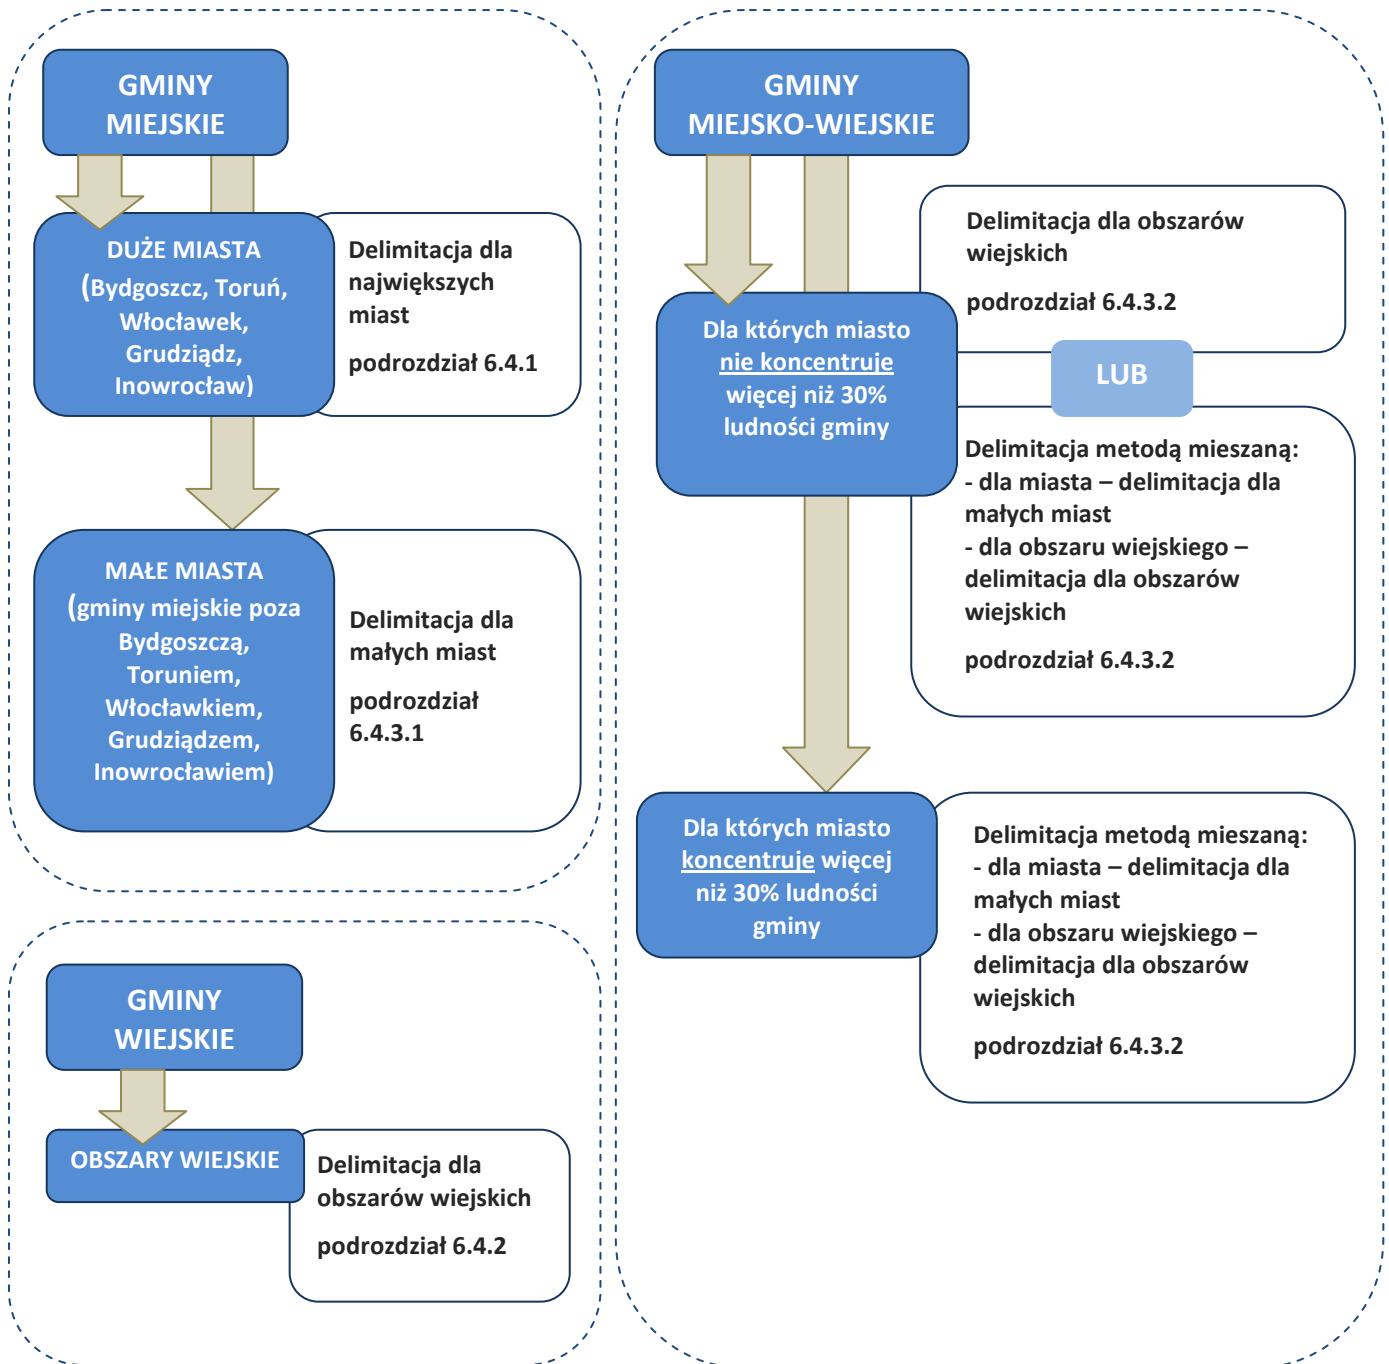 GMINY
MIEJSKIE
DUŻE MIASTA
(Bydgoszcz, Toruń,
Włocławek,
Grudziądz,
Inowrocław)
Delimitacja dla
największych
miast
podrozdział 6.4.1
MAŁE MIASTA
(gminy miejskie poza
Bydgoszczą,
Toruniem,
Włocławkiem,
Grudziądzem,
Inowrocławiem)
Delimitacja dla
małych miast
podrozdział
6.4.3.1
GMINY
WIEJSKIE
OBSZARY WIEJSKIE
Delimitacja dla
obszarów wiejskich
podrozdział 6.4.2
GMINY
MIEJSKO-WIEJSKIE
Dla których miasto
nie koncentruje
więcej niż 30%
ludności gminy
Delimitacja dla obszarów
wiejskich
podrozdział 6.4.3.2
LUB
Delimitacja metodą mieszaną:
- dla miasta – delimitacja dla
małych miast
- dla obszaru wiejskiego –
delimitacja dla obszarów
wiejskich
podrozdział 6.4.3.2
Dla których miasto
koncentruje więcej
niż 30% ludności
gminy
Delimitacja metodą mieszaną:
- dla miasta – delimitacja dla
małych miast
- dla obszaru wiejskiego –
delimitacja dla obszarów
wiejskich
podrozdział 6.4.3.2